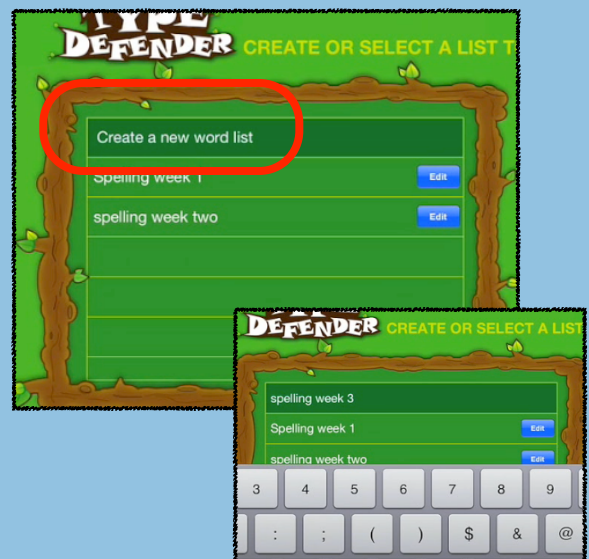 TYPE
DEFENDER CREATE OR SELECT A LIST T
Create a new word list
Spelling week 1 Edit
spelling week two Edit
DEFENDER CREATE OR SELECT A LIST
spelling week 3
Spelling week 1 Edit
spelling week two Edit
3 4 5 6 7 8 9
: ; ( ) $ & @